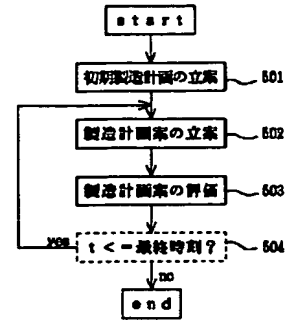 start
初期製造計画の立案
501
製造計画案の立案
502
製造計画案の評価
503
t<=最終時刻?
504
yes
no
end